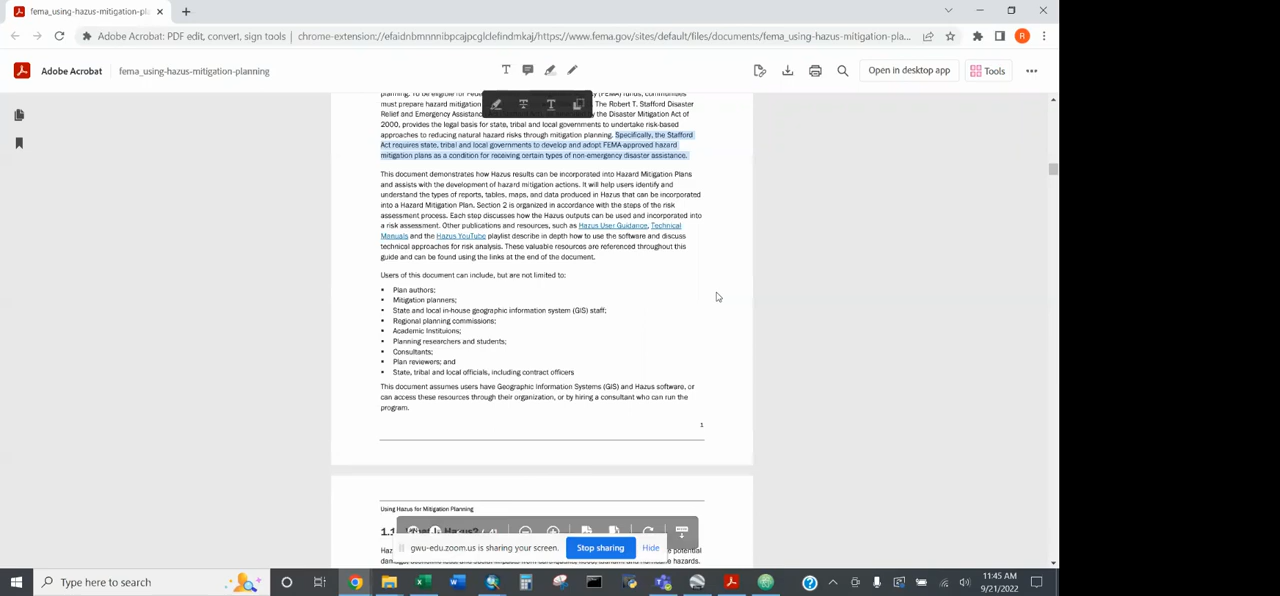 fema_using-hazus-mitigation-pl
Adobe Acrobat: PDF edit, convert, sign tools | chrome-extension://efaidnbmnnnibpcajpcglclefindmkaj/https://www.fema.gov/sites/default/files/documents/fema_using-hazus-mitigation-pla...
R
Adobe Acrobat fema_using-hazus-mitigation-planning
Open in desktop app
Tools
planning. To be eligible for (FEMA) funds, communities
must prepare hazard mitigation The Robert T. Stafford Disaster
Relief and Emergency Assistance the Disaster Mitigation Act of
2000, provides the legal basis for state, tribal and local governments to undertake risk-based
approaches to reducing natural hazard risks through mitigation planning. Specifically, the Stafford
Act requires state, tribal and local governments to develop and adopt FEMA-approved hazard
mitigation plans as a condition for receiving certain types of non-emergency disaster assistance.
This document demonstrates how Hazus results can be incorporated into Hazard Mitigation Plans
and assists with the development of hazard mitigation actions. It will help users identify and
understand the types of reports, tables, maps, and data produced in Hazus that can be incorporated
into a Hazard Mitigation Plan. Section 2 is organized in accordance with the steps of the risk
assessment process. Each step discusses how the Hazus outputs can be used and incorporated into
a risk assessment. Other publications and resources, such as Hazus User Guidance, Technical
Manuals and the Hazus YouTube playlist describe in depth how to use the software and discuss
technical approaches for risk analysis. These valuable resources are referenced throughout this
guide and can be found using the links at the end of the document.
Users of this document can include, but are not limited to:
• Plan authors;
• Mitigation planners;
• State and local in-house geographic information system (GIS) staff;
• Regional planning commissions;
• Academic Instituions;
• Planning researchers and students;
• Consultants;
• Plan reviewers; and
• State, tribal and local officials, including contract officers
This document assumes users have Geographic Information Systems (GIS) and Hazus software, or
can access these resources through their organization, or by hiring a consultant who can run the
program.
1
Using Hazus for Mitigation Planning
1.1
gwu-edu.zoom.us is sharing your screen. Stop sharing Hide
potential
hazards.
Type here to search
11:45 AM
9/21/2022